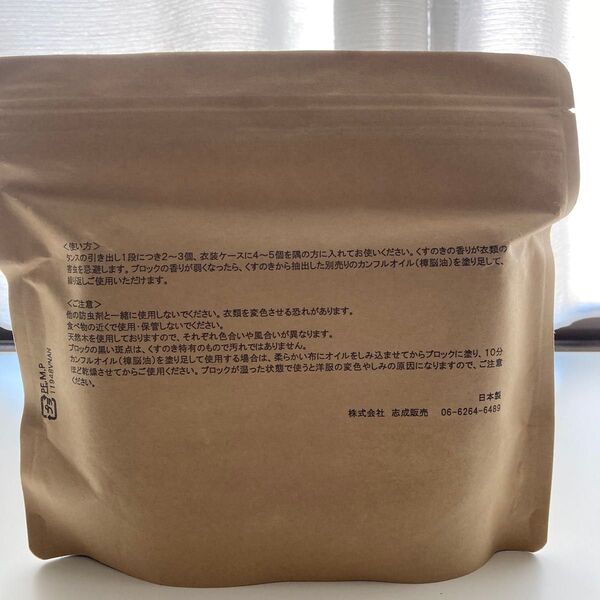 <使い方>
タンスの引き出し1段につき2〜3個、衣装ケースに4〜5個を隅の方に入れてお使いください。くすのきの香りが衣類の
害虫を忌避します。ブロックの香りが弱くなったら、くすのきから抽出した別売りのカンフルオイル(樟脳油)を塗り足して、
繰り返しご使用いただけます。
<ご注意>
他の防虫剤と一緒に使用しないでください。衣類を変色させる恐れがあります。
食べ物の近くで使用・保管しないでください。
天然木を使用しておりますので、それぞれ色合いや風合いが異なります。
ブロックの黒い斑点は、くすのき特有のもので汚れではありません。
カンフルオイル(樟脳油)を塗り足して使用する場合は、柔らかい布にオイルをしみ込ませてからブロックに塗り、10分
ほど乾燥させてからご使用ください。ブロックが湿った状態で使うと洋服の変色やしみの原因になりますので、ご注意
ください。
日本製
株式会社 志成販売 06-6264-6489
PE,M,P
プラ